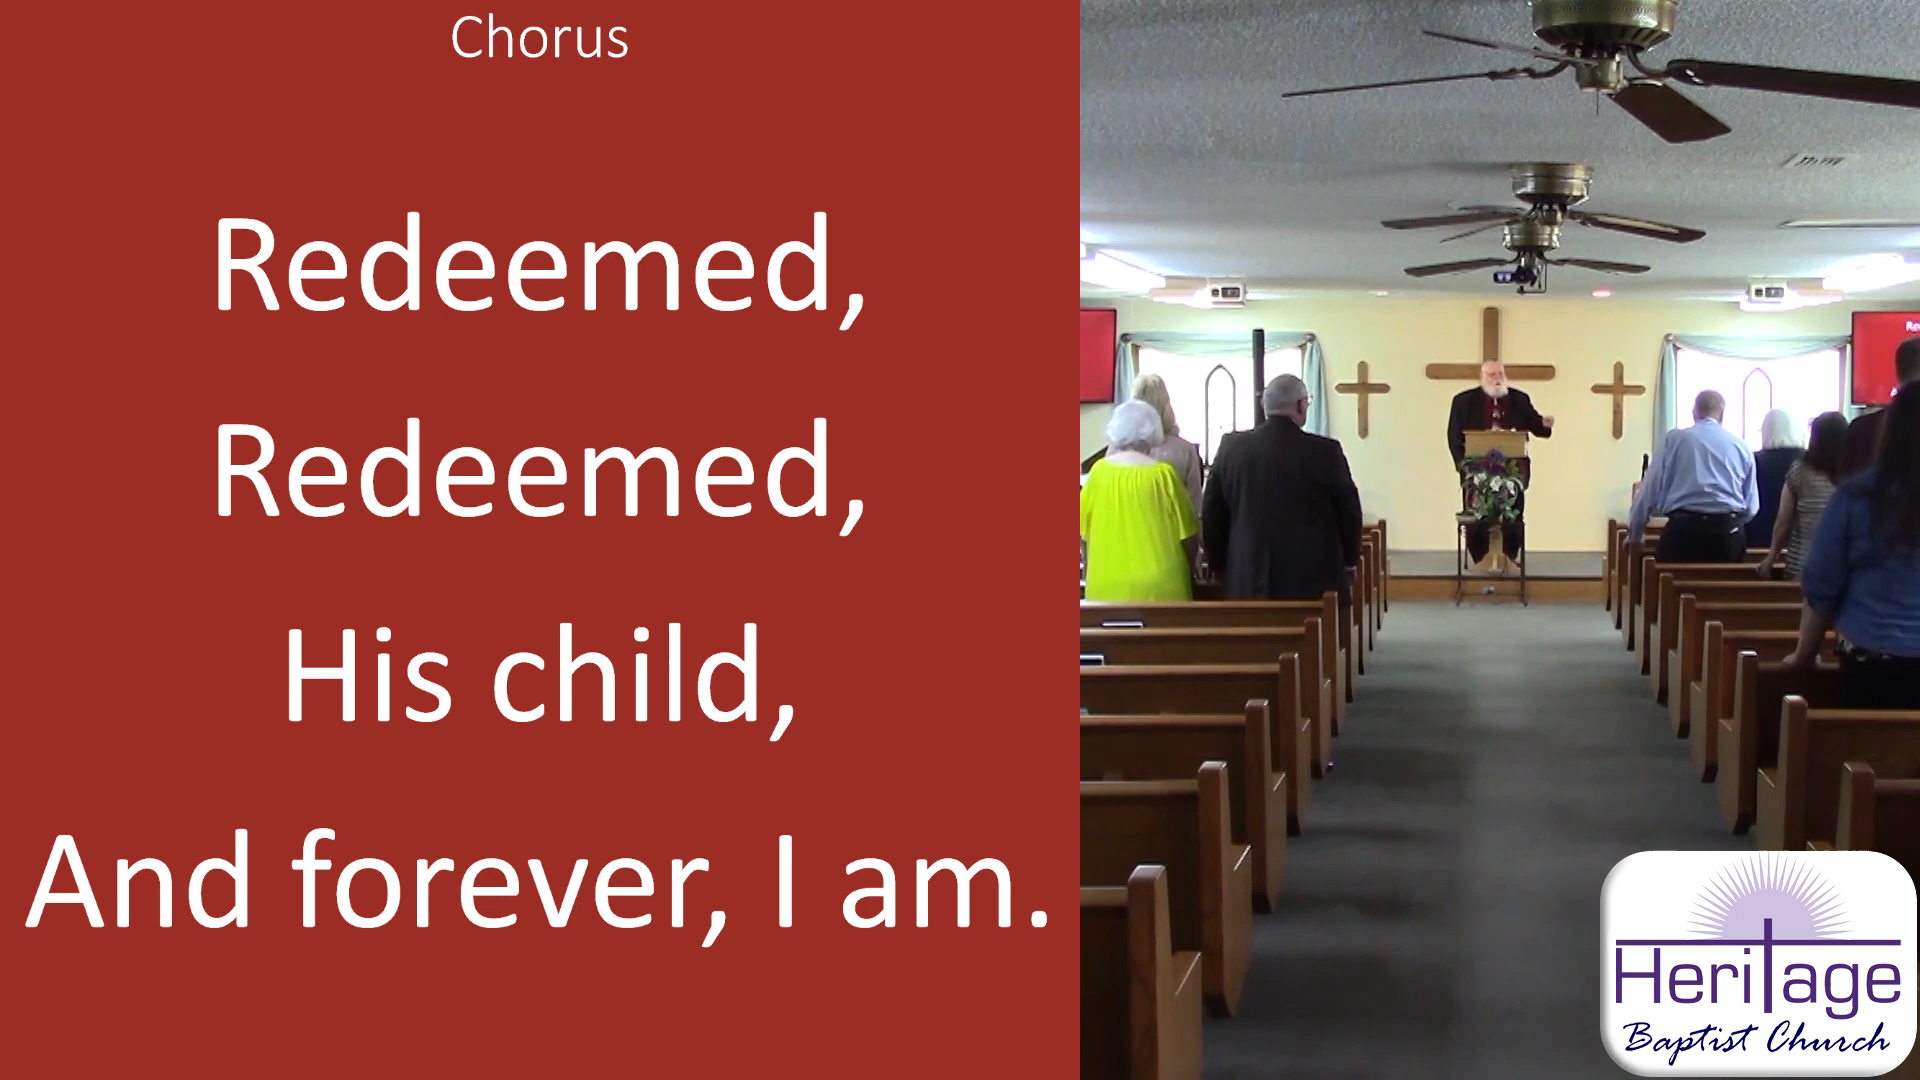 Chorus
Redeemed,
Redeemed,
His child,
And forever, I am.
Heritage
Baptist Church